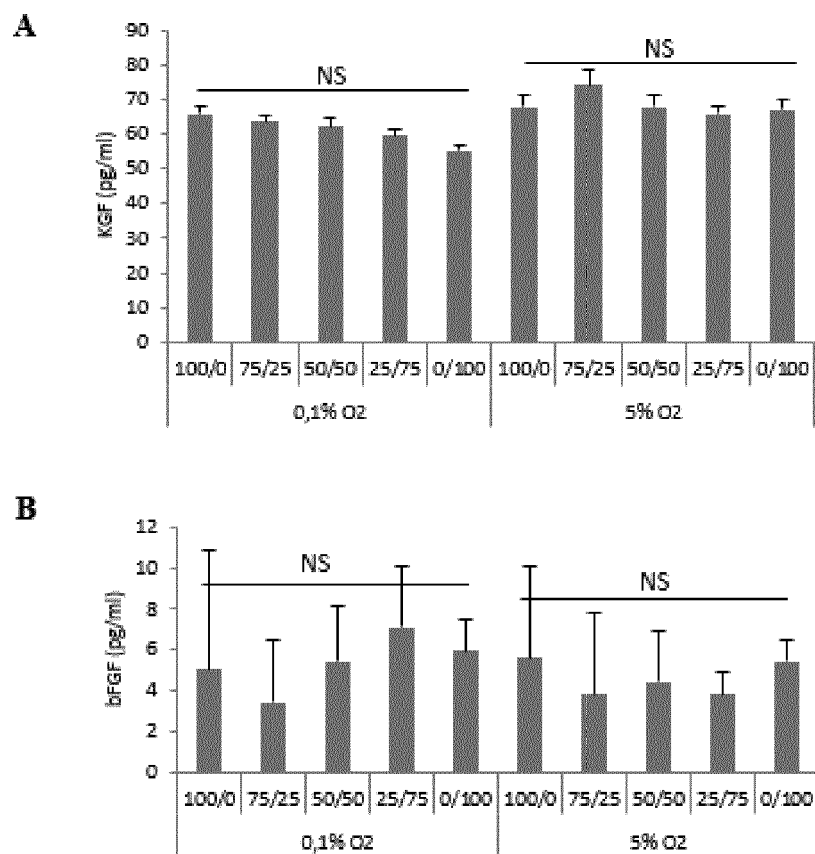 A
KGF (pg/ml)
90
80
70
60
50
40
30
20
10
0
NS
NS
100/0 75/25 50/50 25/75 0/100 100/0 75/25 50/50 25/75 0/100
0,1% O2 5% O2
B
bFGF (pg/ml)
12
10
8
6
4
2
0
NS
NS
100/0 75/25 50/50 25/75 0/100 100/0 75/25 50/50 25/75 0/100
0,1% O2 5% O2